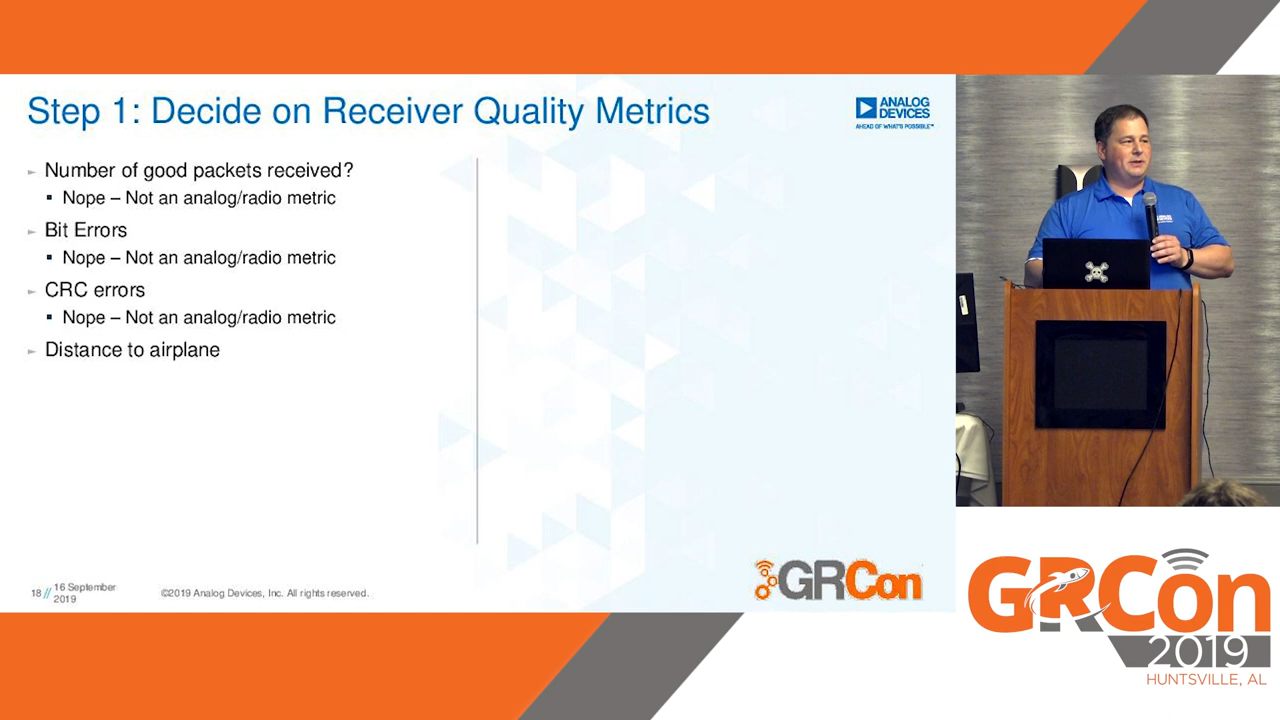 Step 1: Decide on Receiver Quality Metrics
ANALOG
DEVICES
AHEAD OF WHAT'S POSSIBLE™
► Number of good packets received?
▪ Nope – Not an analog/radio metric
► Bit Errors
▪ Nope – Not an analog/radio metric
► CRC errors
▪ Nope – Not an analog/radio metric
► Distance to airplane
18 // 16 September
2019
©2019 Analog Devices, Inc. All rights reserved.
GRCon
GRCon
2019
HUNTSVILLE, AL